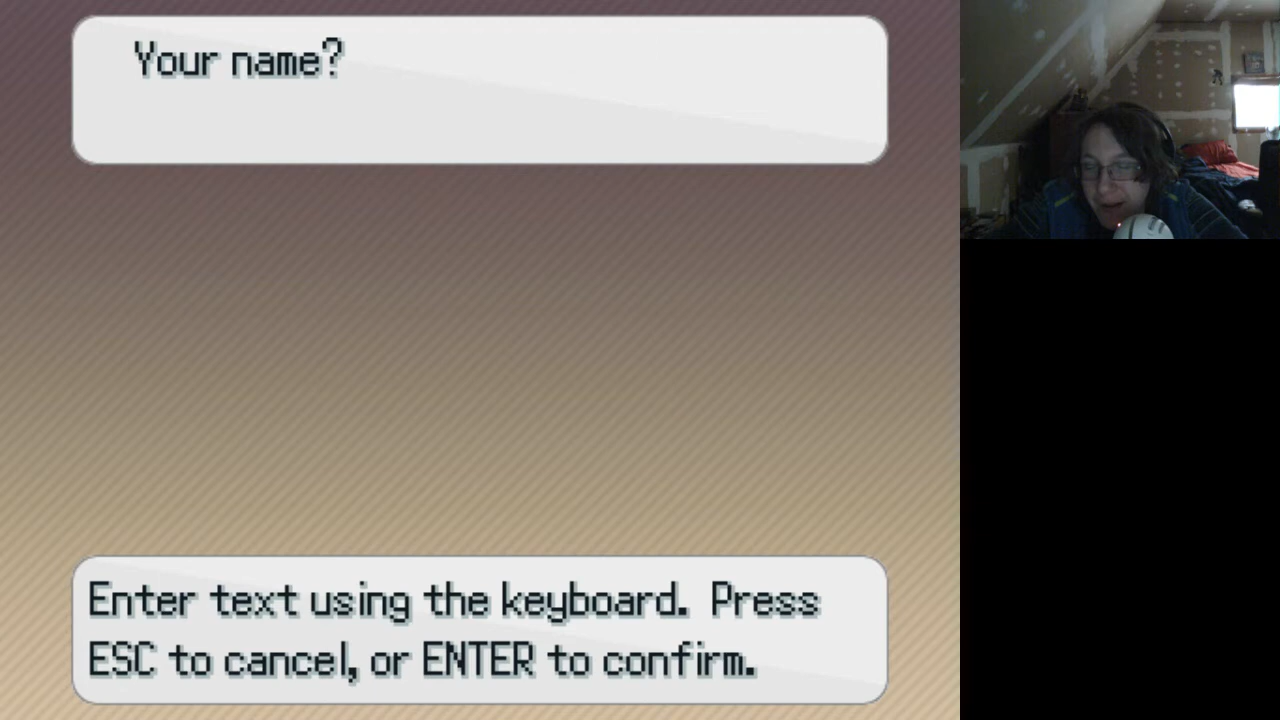 Your name?
Enter text using the keyboard. Press
ESC to cancel, or ENTER to confirm.